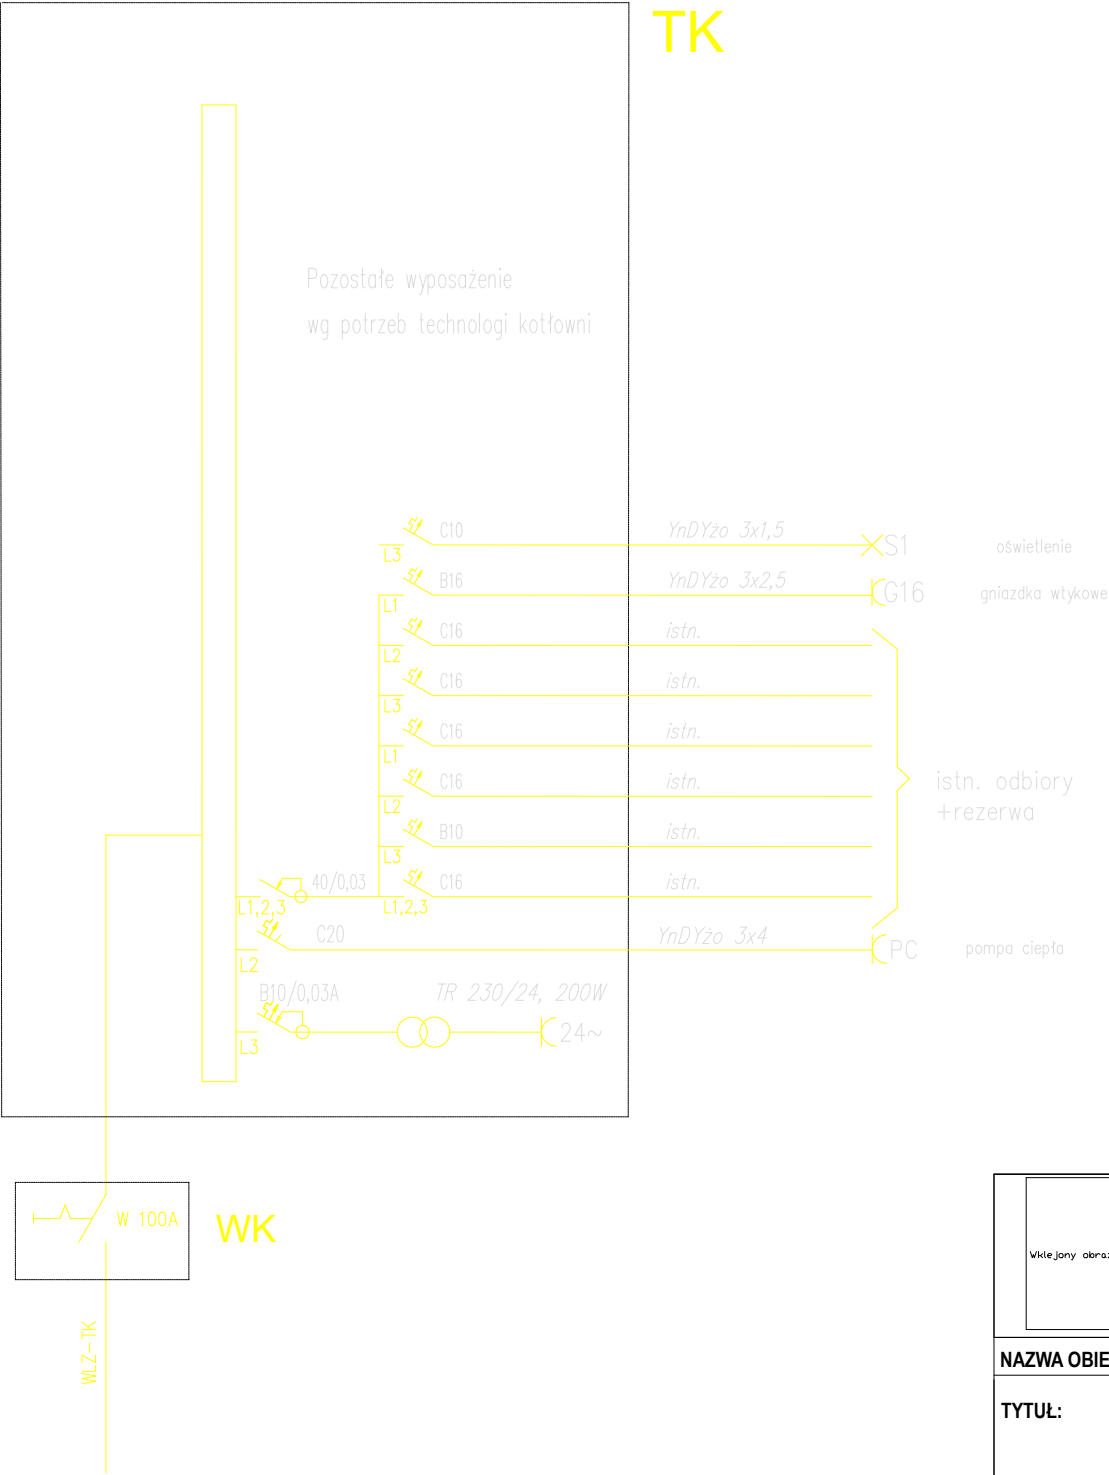 TK
Pozostałe wyposażenie
wg potrzeb technologi kotłowni
C10
YnDYżo 3x1,5
L3
S1
oświetlenie
B16
YnDYżo 3x2,5
L1
G16
gniazdka wtykowe
C16
istn.
L2
C16
istn.
L3
C16
istn.
L1
C16
istn.
L2
istn. odbiory
+rezerwa
B10
istn.
L3
40/0,03
C16
istn.
L1,2,3
L1,2,3
C20
YnDYżo 3x4
L2
PC
pompa ciepła
B10/0,03A
TR 230/24, 200W
L3
24~
W 100A
WK
WLZ-TK
Wklejony obraz
NAZWA OBIE
TYTUŁ: